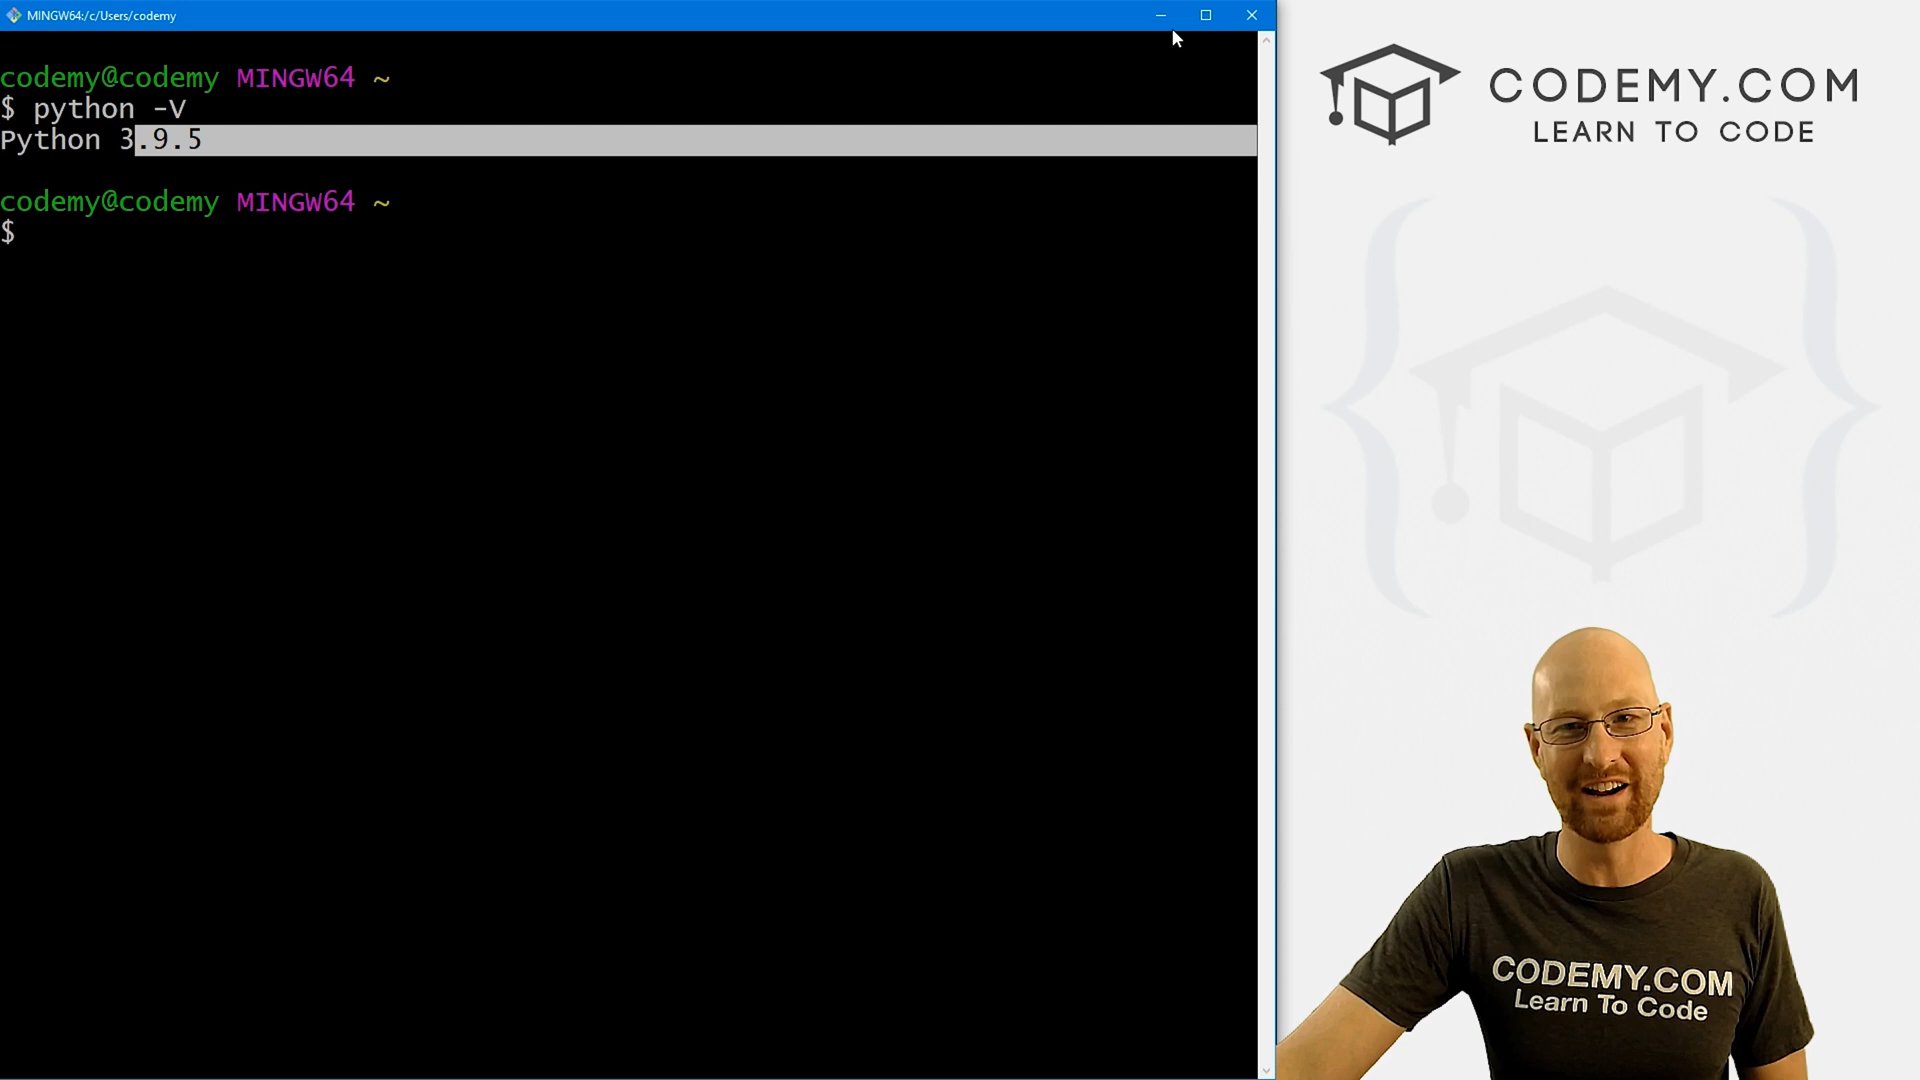 MINGW64:/c/Users/codemy
codemy@codemy MINGW64 ~
$ python -V
Python 3.9.5
codemy@codemy MINGW64 ~
$
CODEMY.COM
LEARN TO CODE
CODEMY.COM
Learn To Code